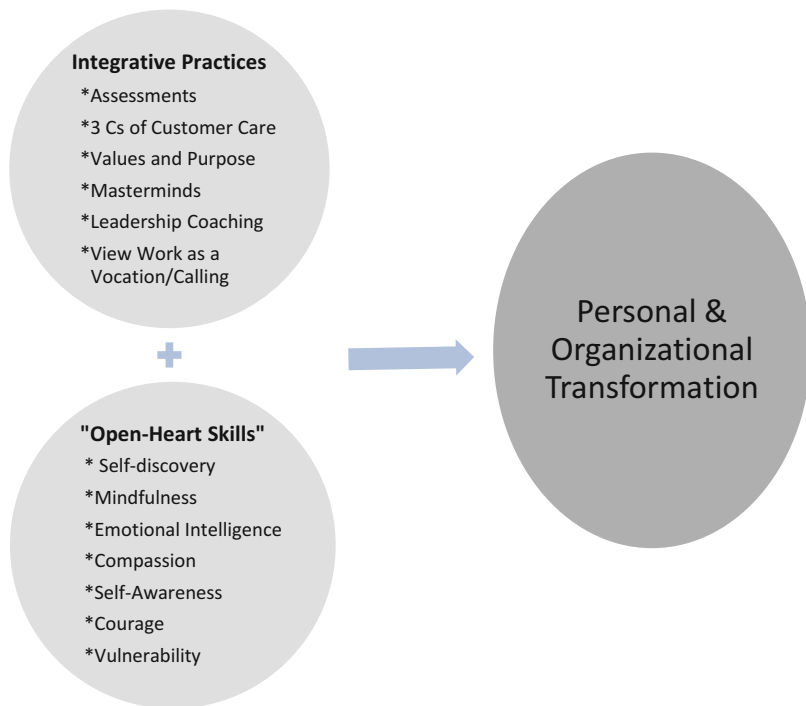 Integrative Practices
*Assessments
*3 Cs of Customer Care
*Values and Purpose
*Masterminds
*Leadership Coaching
*View Work as a
Vocation/Calling
+
"Open-Heart Skills"
* Self-discovery
*Mindfulness
*Emotional Intelligence
*Compassion
*Self-Awareness
*Courage
*Vulnerability
Personal &
Organizational
Transformation